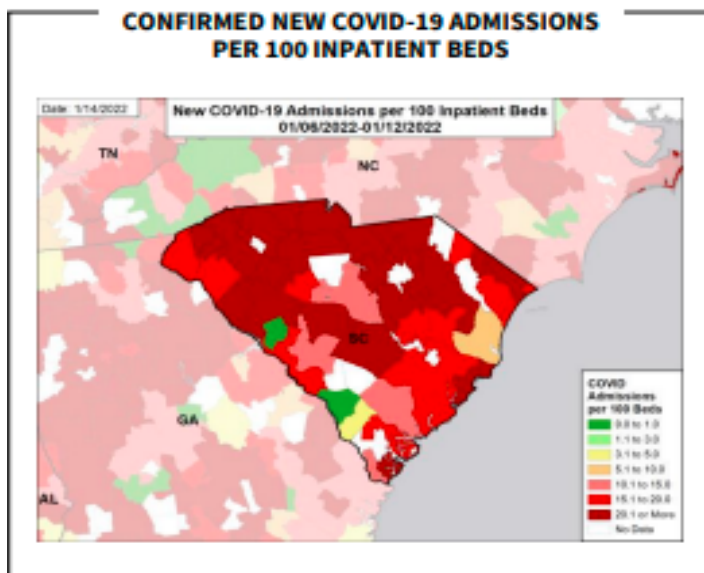 CONFIRMED NEW COVID-19 ADMISSIONS
PER 100 INPATIENT BEDS
Date: 1/14/2022
New COVID-19 Admissions per 100 Inpatient Beds
01/06/2022-01/12/2022
TN
NC
SC
GA
AL
COVID
Admissions
per 100 Beds
0.0 to 1.0
1.1 to 3.0
3.1 to 5.0
5.1 to 10.0
10.1 to 15.0
15.1 to 20.0
20.1 or More
No Data